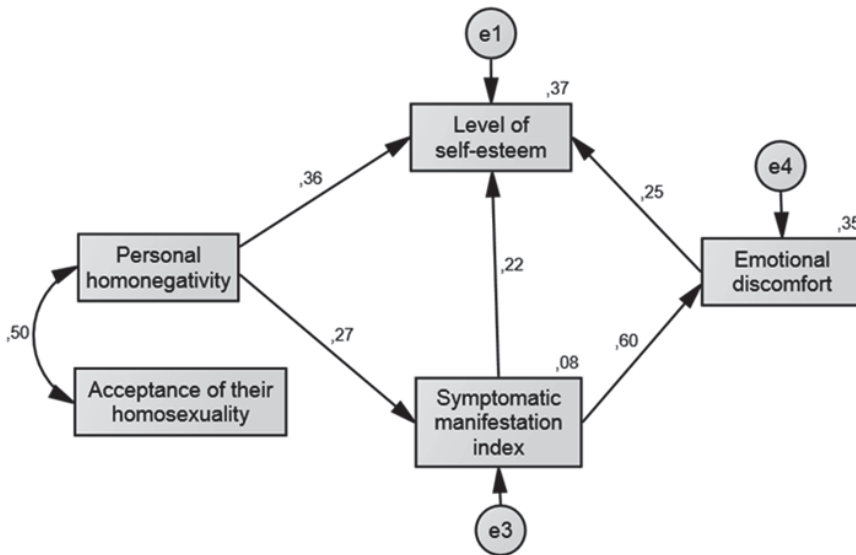 e1
,37
Level of
self-esteem
,36
,25
e4
,35
Personal
homonegativity
Emotional
discomfort
,22
,50
,27
,60
,08
Acceptance of their
homosexuality
Symptomatic
manifestation
index
e3